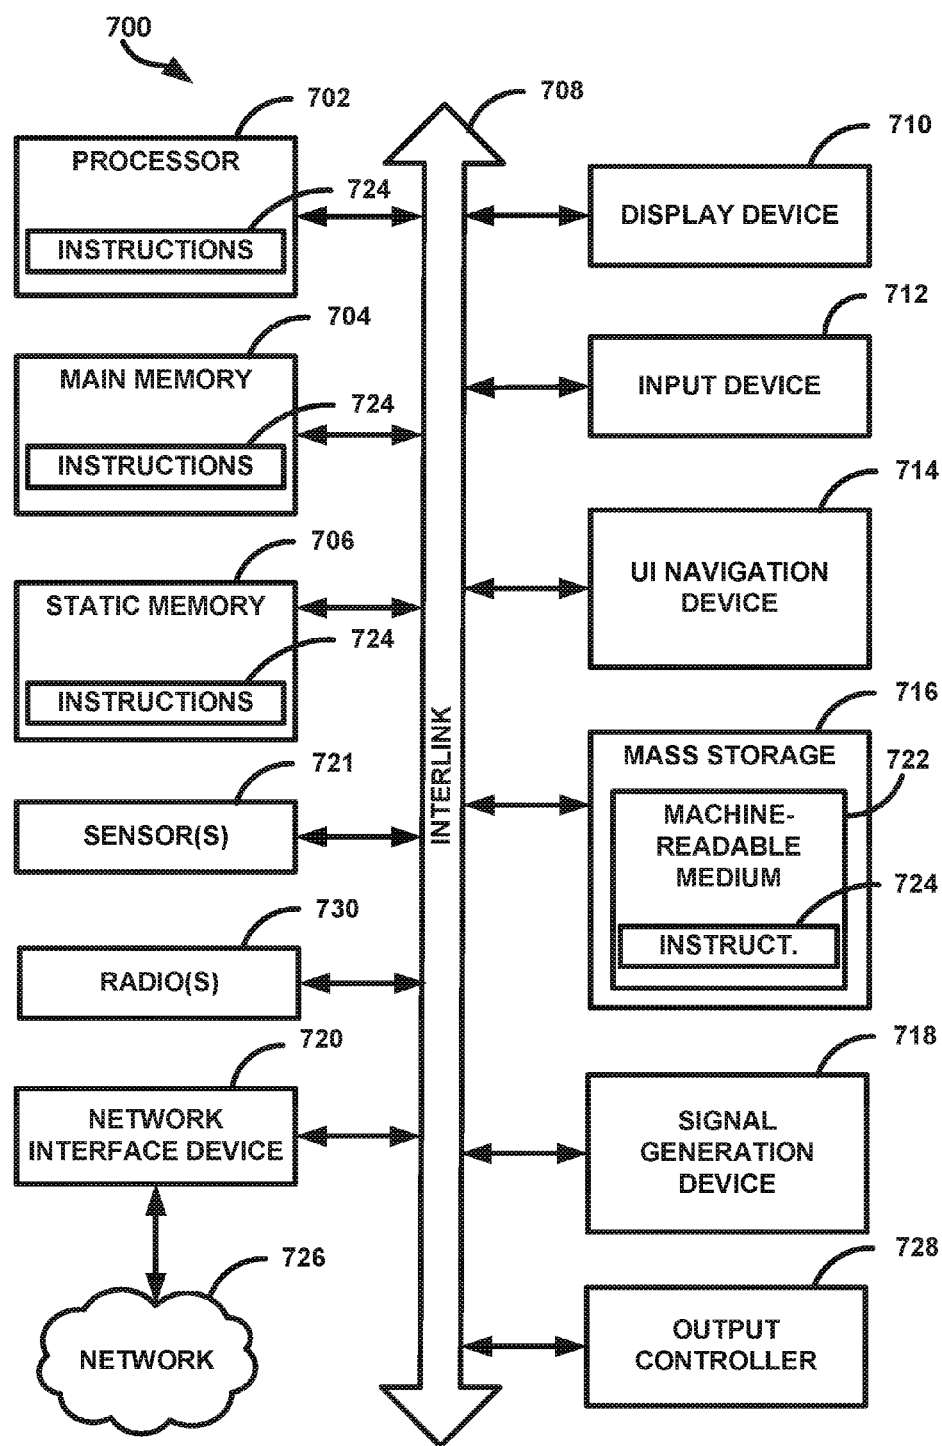 700
702
PROCESSOR
724
INSTRUCTIONS
704
MAIN MEMORY
724
INSTRUCTIONS
706
STATIC MEMORY
724
INSTRUCTIONS
721
SENSOR(S)
730
RADIO(S)
720
NETWORK
INTERFACE DEVICE
726
NETWORK
708
INTERLINK
710
DISPLAY DEVICE
712
INPUT DEVICE
714
UI NAVIGATION
DEVICE
716
MASS STORAGE
722
MACHINE-
READABLE
MEDIUM
724
INSTRUCT.
718
SIGNAL
GENERATION
DEVICE
728
OUTPUT
CONTROLLER